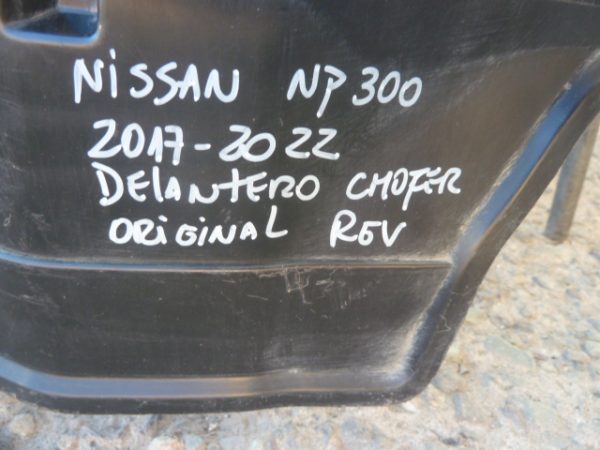 NISSAN NP300
2017-2022
DELANTERO CHOFER
ORIGINAL REV